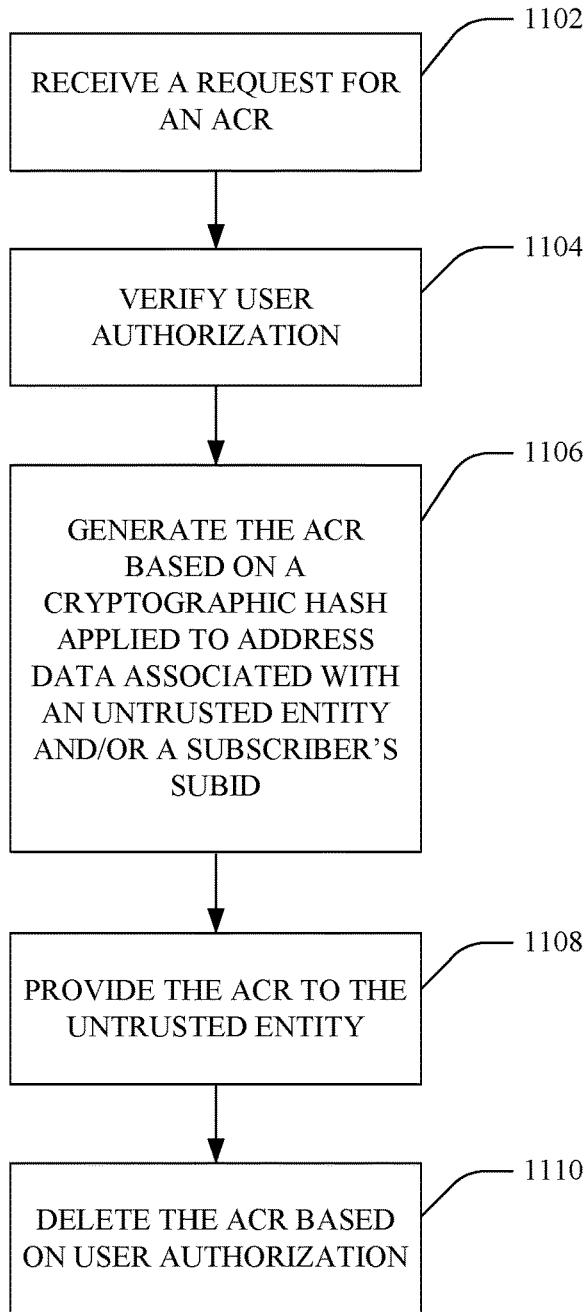 1102
RECEIVE A REQUEST FOR
AN ACR
1104
VERIFY USER
AUTHORIZATION
1106
GENERATE THE ACR
BASED ON A
CRYPTOGRAPHIC HASH
APPLIED TO ADDRESS
DATA ASSOCIATED WITH
AN UNTRUSTED ENTITY
AND/OR A SUBSCRIBER'S
SUBID
1108
PROVIDE THE ACR TO THE
UNTRUSTED ENTITY
1110
DELETE THE ACR BASED
ON USER AUTHORIZATION